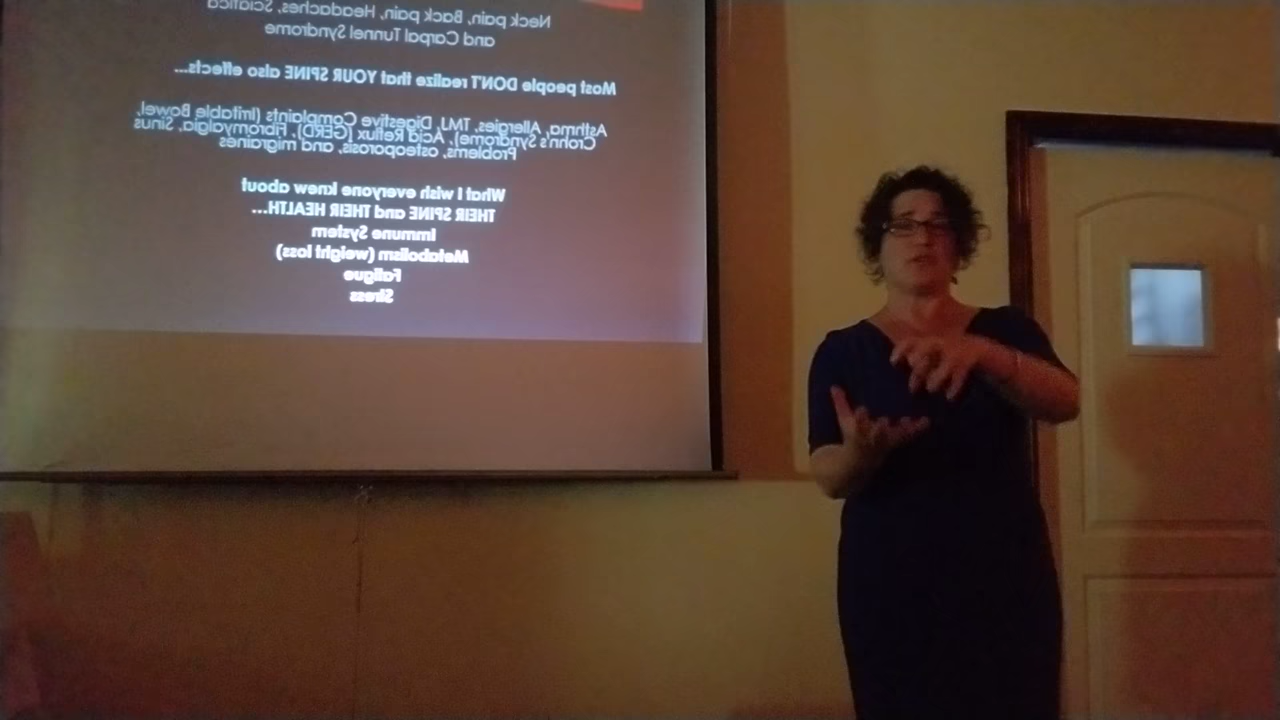 Neck pain, Back pain, Headaches, Sciatica
and Carpal Tunnel Syndrome
Most people DON'T realize that YOUR SPINE also effects...
Asthma, Allergies, TMJ, Digestive Complaints (Irritable Bowel,
Crohn's Syndrome), Acid Reflux (GERD), Fibromyalgia, Sinus
Problems, osteoporosis, and migraines
What I wish everyone knew about
THEIR SPINE and THEIR HEALTH...
Immune System
Metabolism (weight loss)
Fatigue
Stress